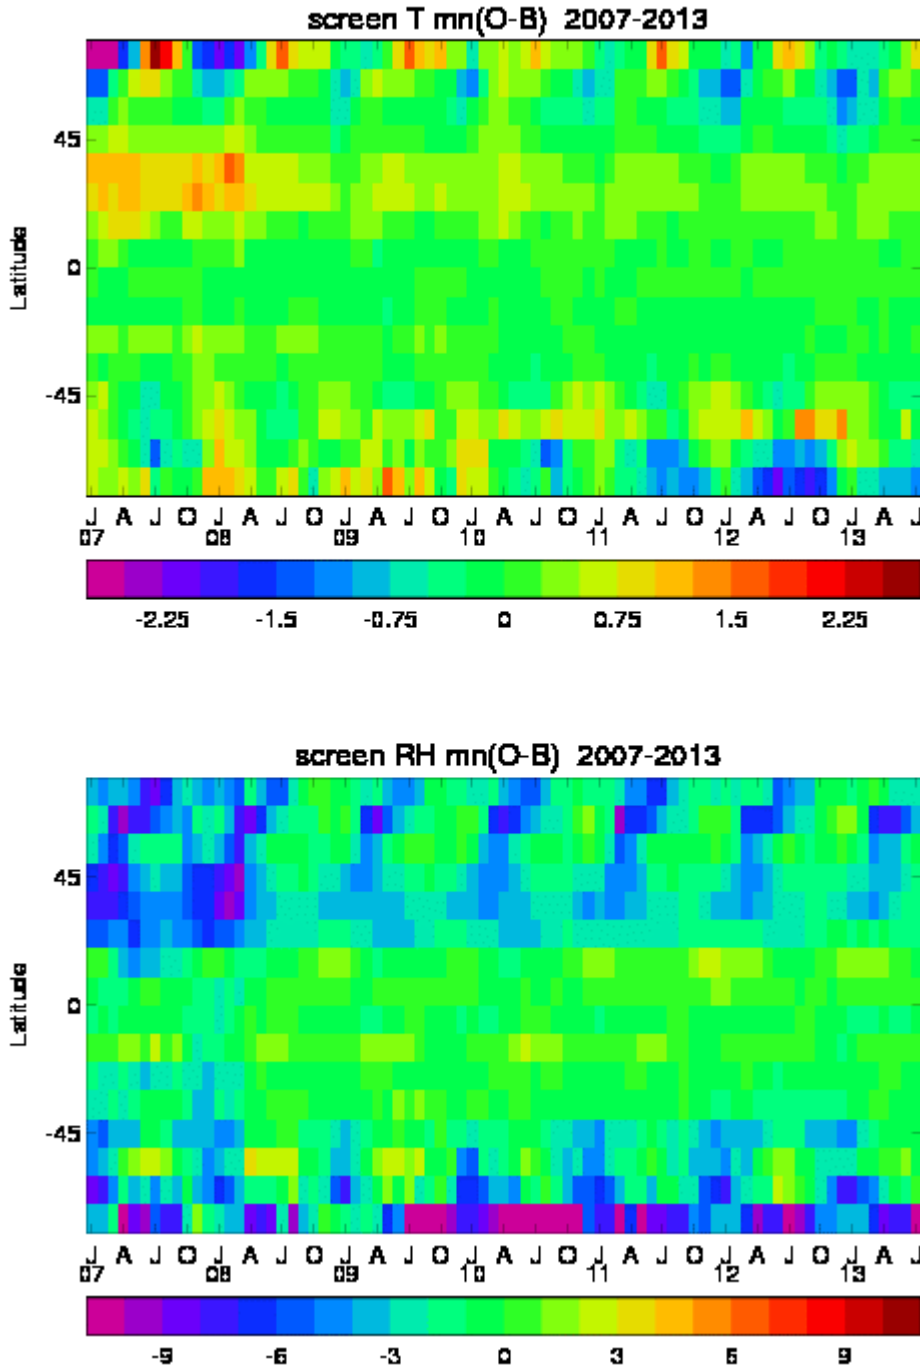 screen T mn(O-B) 2007-2013
45
0
-45
Latitude
J A J O J A J O J A J O J A J O J A J O J A J O J A J
07 08 09 10 11 12 13
-2.25 -1.5 -0.75 0 0.75 1.5 2.25
screen RH mn(O-B) 2007-2013
45
0
-45
Latitude
J A J O J A J O J A J O J A J O J A J O J A J O J A J
07 08 09 10 11 12 13
-9 -6 -3 0 3 6 9